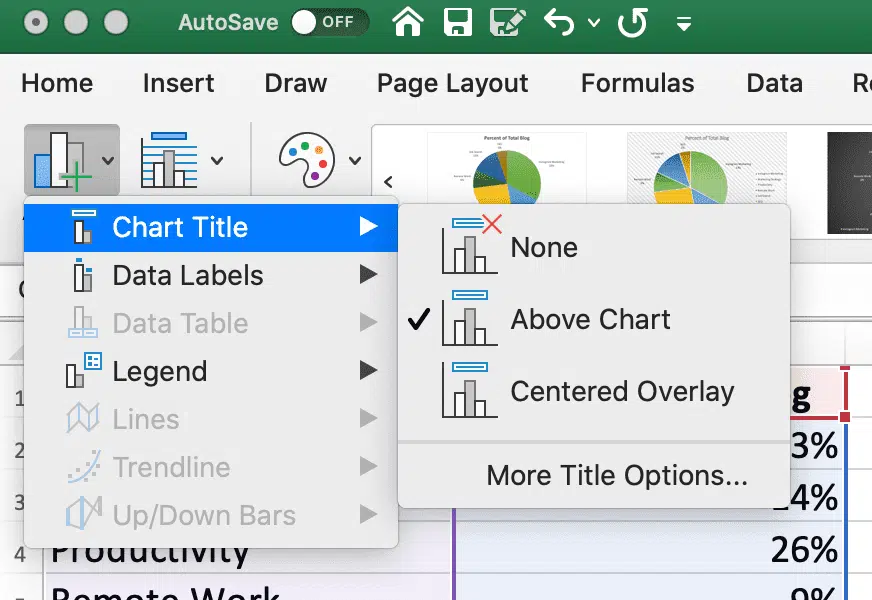 AutoSave OFF
Home Insert Draw Page Layout Formulas Data
Percent of Total Blog
Percent of Total Blog
Chart Title
Data Labels
Data Table
Legend
Lines
Trendline
Up/Down Bars
None
Above Chart
Centered Overlay
More Title Options...
1 g
2 3%
3 4%
4 Productivity 26%
Remote Work 9%